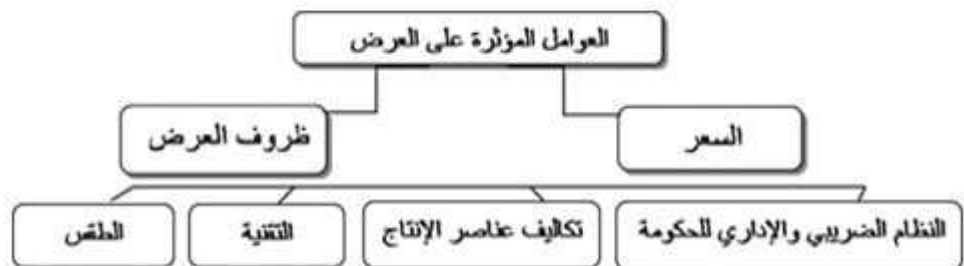 العوامل المؤثرة على العرض
السعر
ظروف العرض
النظام الضريبي والإداري للحكومة
تكاليف عناصر الإنتاج
التقنية
الطقس